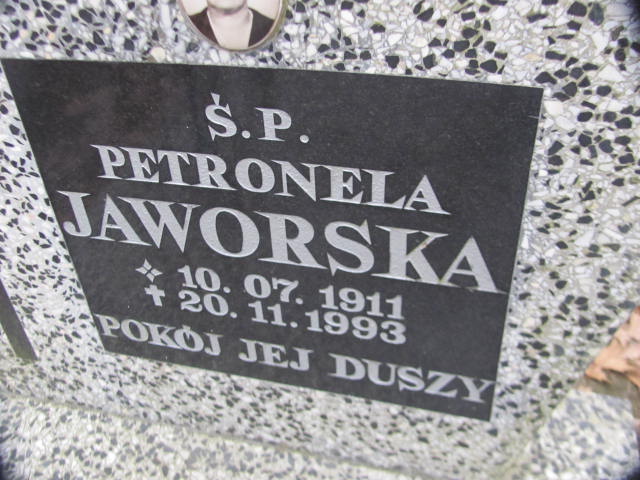 Ś.P.
PETRONELA
JAWORSKA
10.07.1911
20.11.1993
POKÓJ JEJ DUSZY